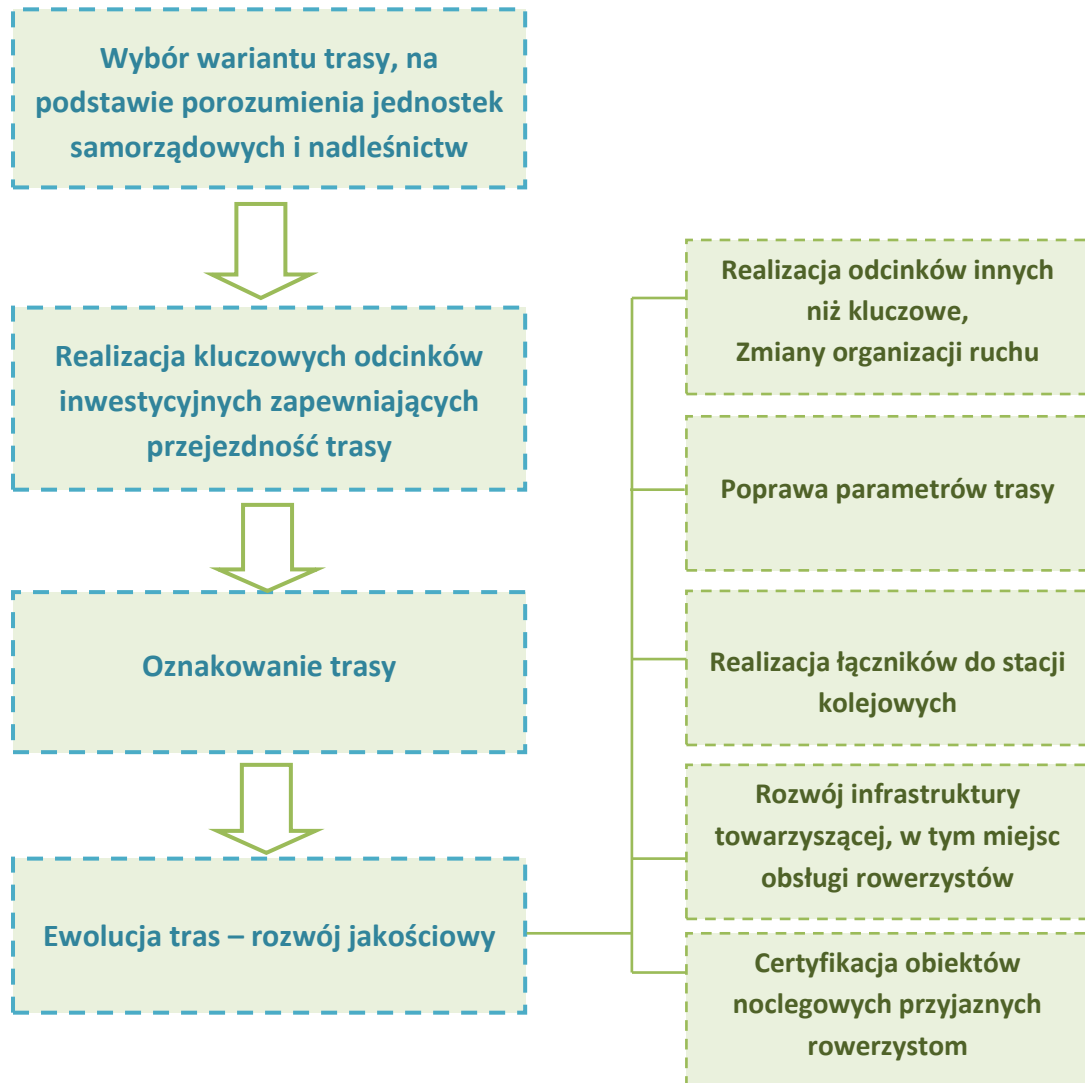 Wybór wariantu trasy, na
podstawie porozumienia jednostek
samorządowych i nadleśnictw
Realizacja kluczowych odcinków
inwestycyjnych zapewniających
przejezdność trasy
Oznakowanie trasy
Ewolucja tras – rozwój jakościowy
Realizacja odcinków innych
niż kluczowe,
Zmiany organizacji ruchu
Poprawa parametrów trasy
Realizacja łączników do stacji
kolejowych
Rozwój infrastruktury
towarzyszącej, w tym miejsc
obsługi rowerzystów
Certyfikacja obiektów
noclegowych przyjaznych
rowerzystom